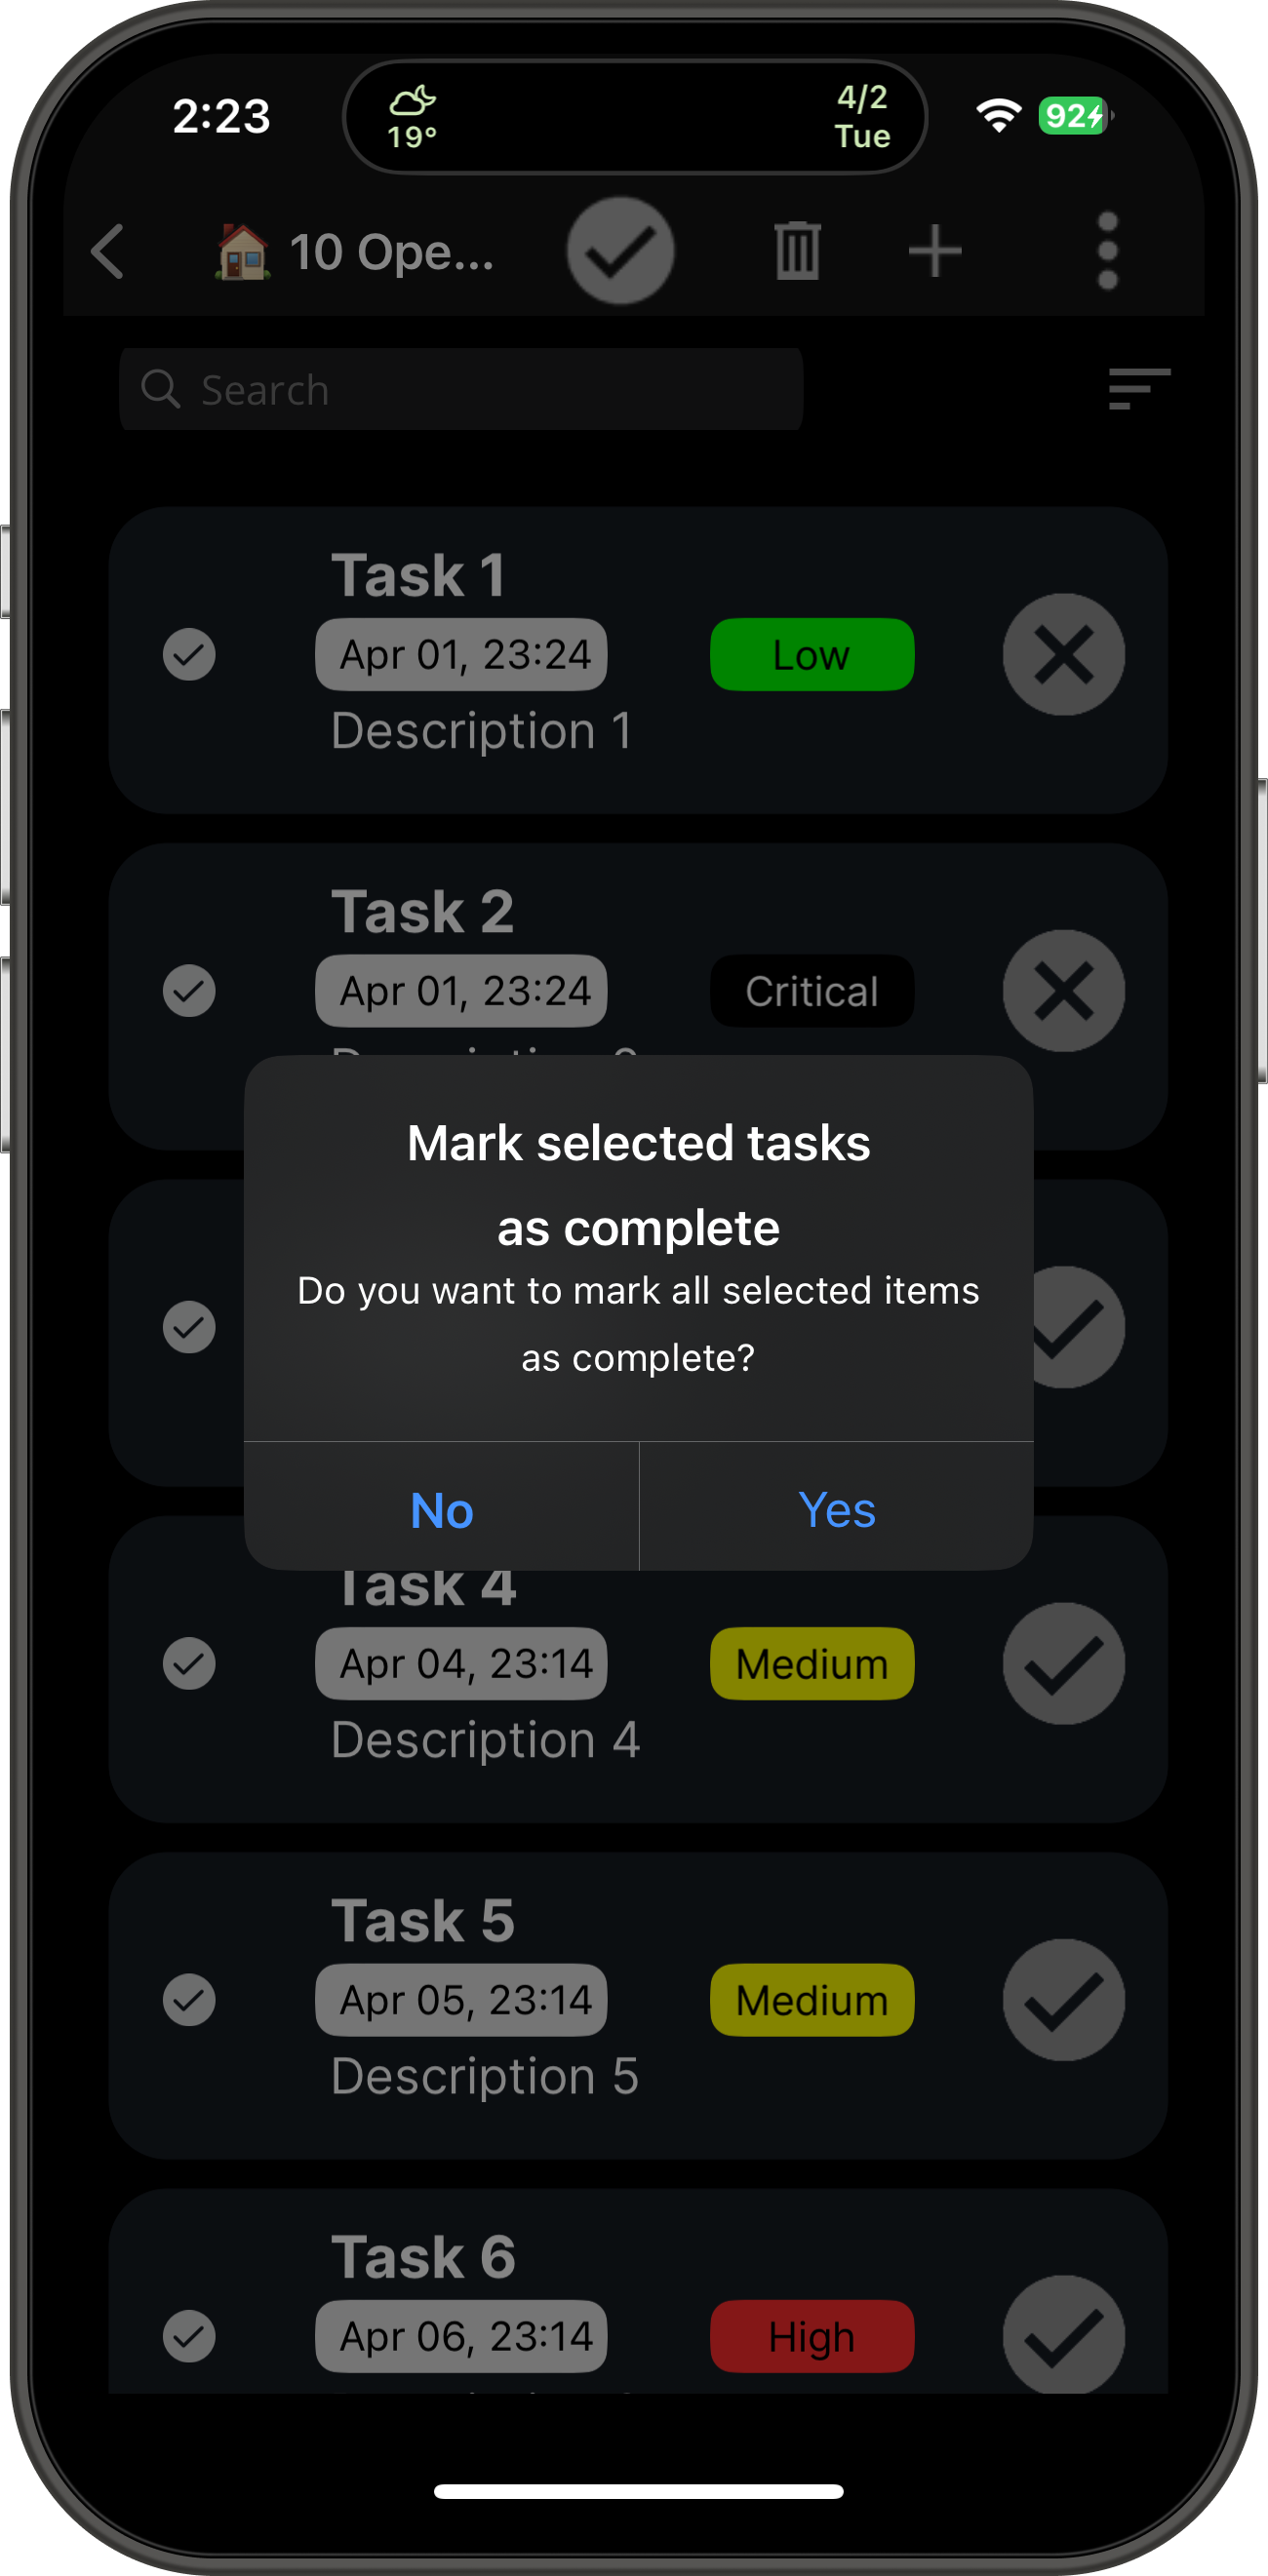 2:23
19°
4/2
Tue
92
10 Ope...
Search
Task 1
Apr 01, 23:24
Low
Description 1
Task 2
Apr 01, 23:24
Critical
Mark selected tasks
as complete
Do you want to mark all selected items
as complete?
No
Yes
Task 4
Apr 04, 23:14
Medium
Description 4
Task 5
Apr 05, 23:14
Medium
Description 5
Task 6
Apr 06, 23:14
High